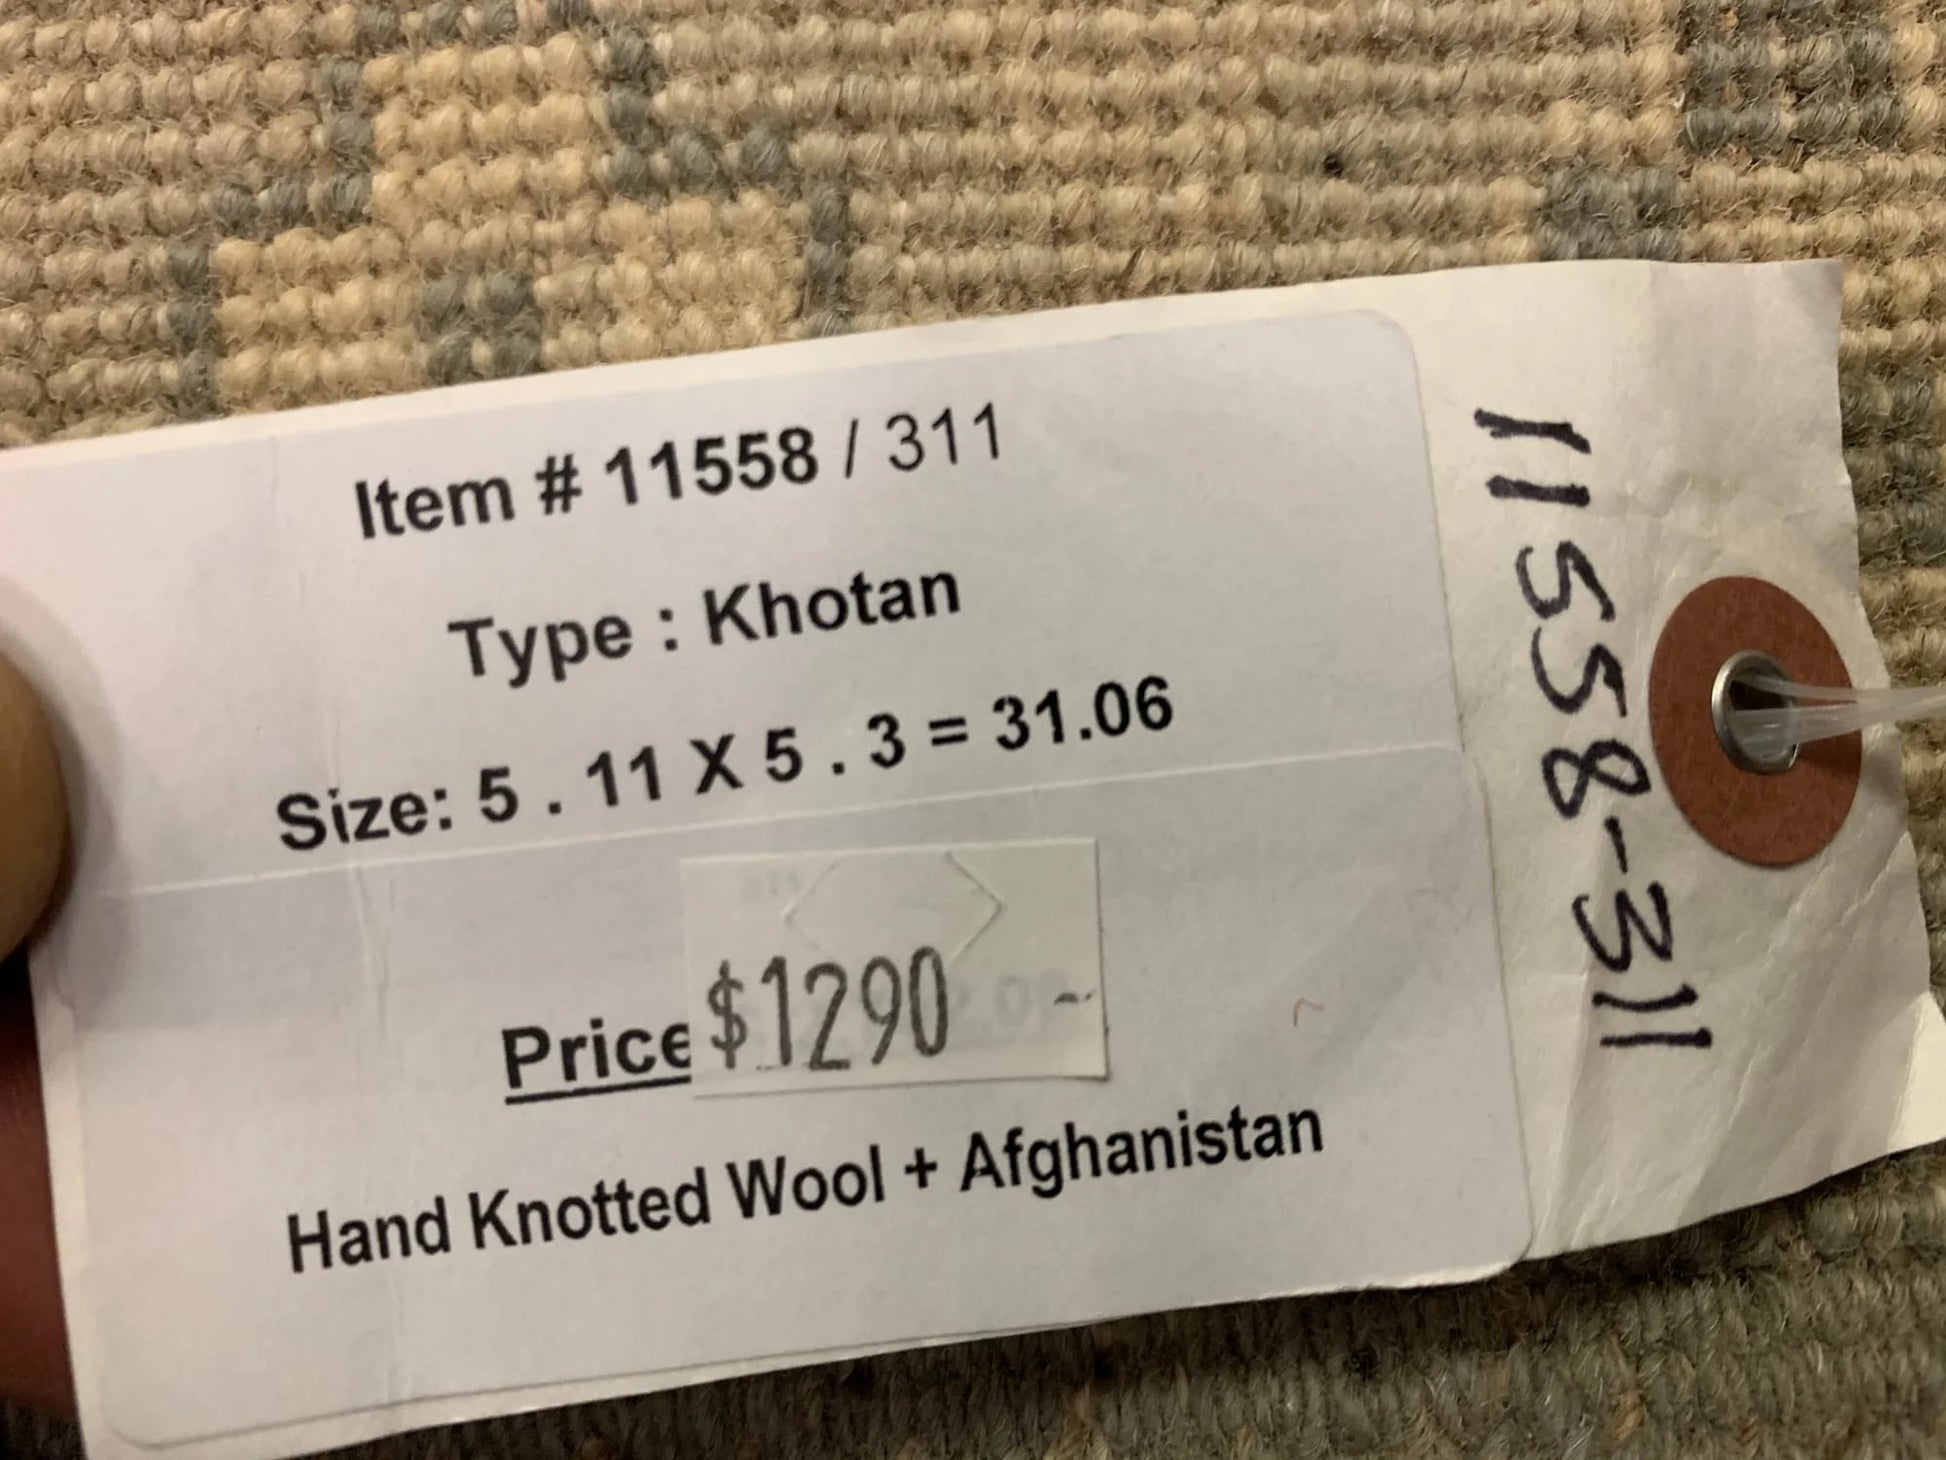 Item # 11558 / 311
Type : Khotan
Size: 5 . 11 X 5 . 3 = 31.06
Price $1290 -
Hand Knotted Wool + Afghanistan
11558-311